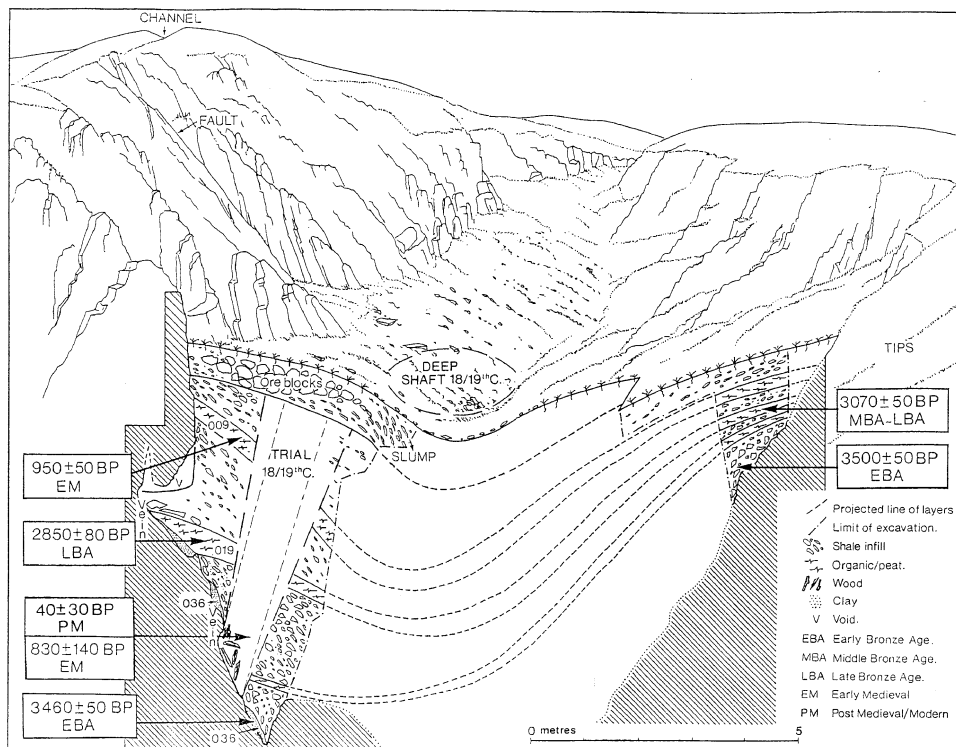 CHANNEL
FAULT
DEEP
SHAFT 18/19thC.
Ore blocks
TIPS
009
TRIAL
18/19thC.
SLUMP
3070±50 BP
MBA-LBA
950±50 BP
EM
3500±50 BP
EBA
V
V
Vein
2850±80 BP
LBA
019
036
Vein
40±30 BP
PM
830±140 BP
EM
3460±50 BP
EBA
036
Projected line of layers
Limit of excavation.
Shale infill
Organic/peat.
Wood
Clay
V Void.
EBA Early Bronze Age.
MBA Middle Bronze Age.
LBA Late Bronze Age.
EM Early Medieval
PM Post Medieval/Modern
0 metres 5